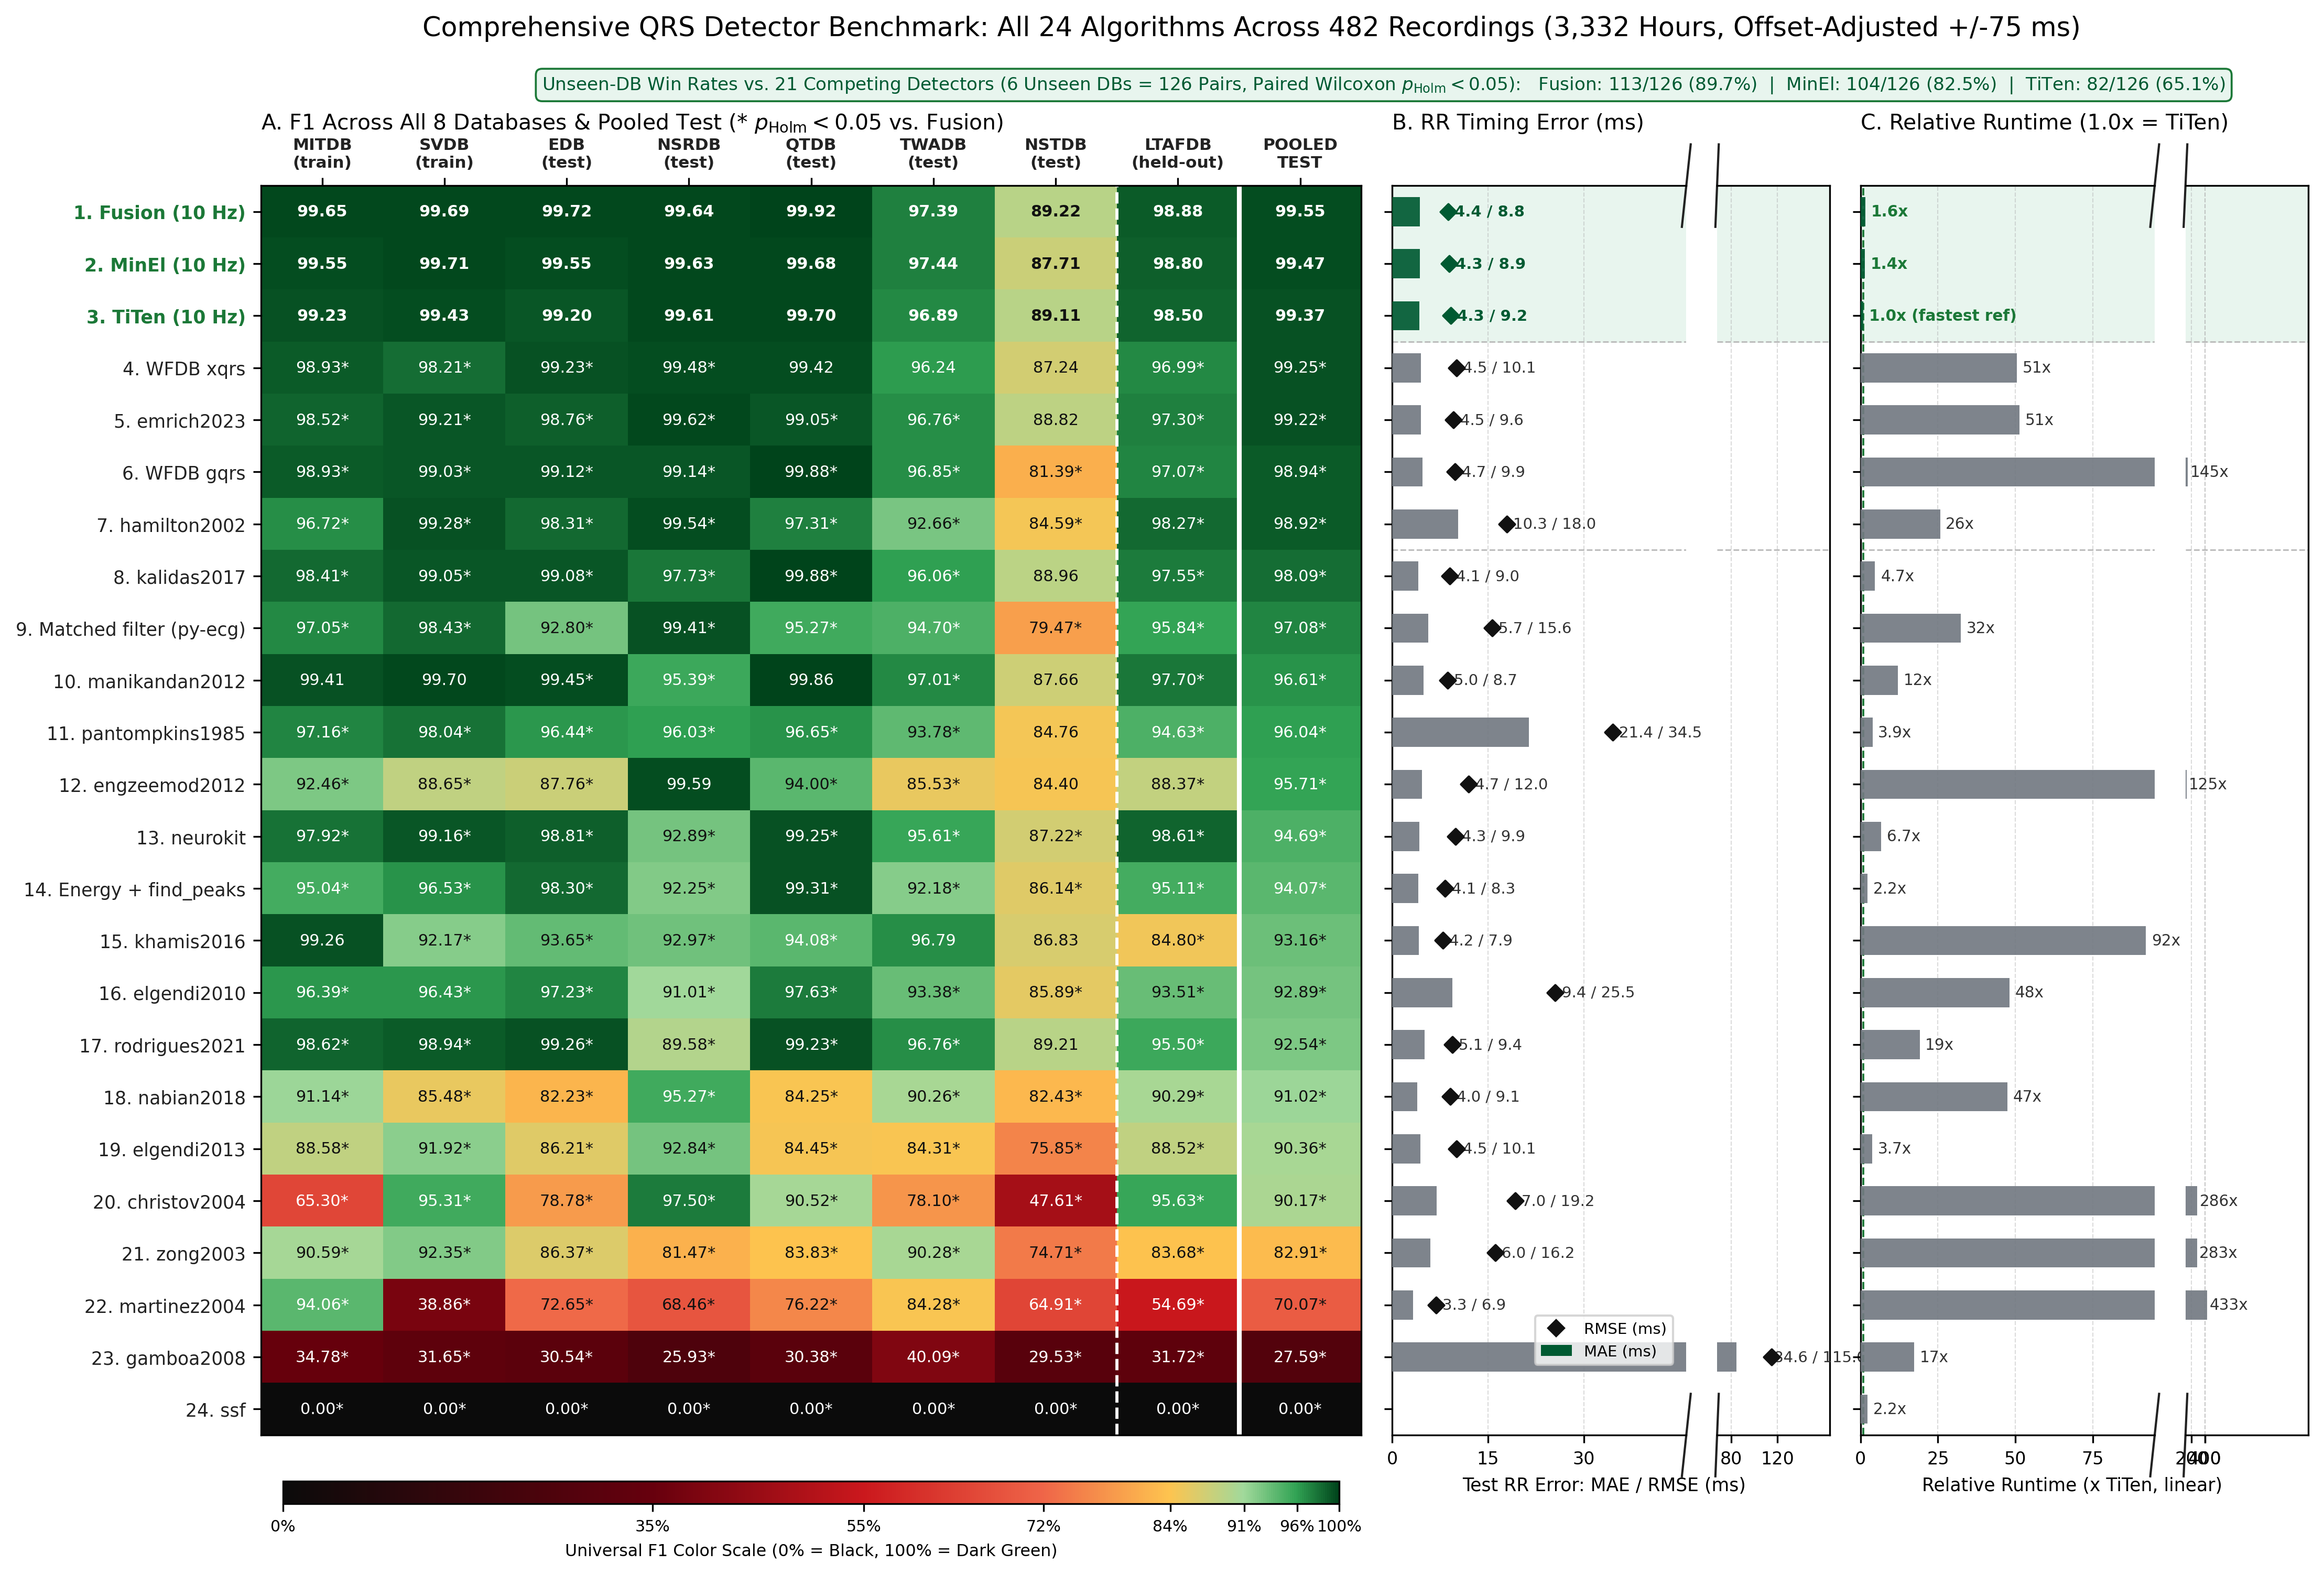 Comprehensive QRS Detector Benchmark: All 24 Algorithms Across 482 Recordings (3,332 Hours, Offset-Adjusted +/-75 ms)
Unseen-DB Win Rates vs. 21 Competing Detectors (6 Unseen DBs = 126 Pairs, Paired Wilcoxon pHolm < 0.05): Fusion: 113/126 (89.7%) | MinEl: 104/126 (82.5%) | TiTen: 82/126 (65.1%)
A. F1 Across All 8 Databases & Pooled Test (* pHolm < 0.05 vs. Fusion)
B. RR Timing Error (ms)
C. Relative Runtime (1.0x = TiTen)
MITDB SVDB EDB NSRDB QTDB TWADB NSTDB LTAFDB POOLED
(train) (train) (test) (test) (test) (test) (test) (held-out) TEST
1. Fusion (10 Hz) 99.65 99.69 99.72 99.64 99.92 97.39 89.22 98.88 99.55 4.4 / 8.8 1.6x
2. MinEl (10 Hz) 99.55 99.71 99.55 99.63 99.68 97.44 87.71 98.80 99.47 4.3 / 8.9 1.4x
3. TiTen (10 Hz) 99.23 99.43 99.20 99.61 99.70 96.89 89.11 98.50 99.37 4.3 / 9.2 1.0x (fastest ref)
4. WFDB xqrs 98.93* 98.21* 99.23* 99.48* 99.42 96.24 87.24 96.99* 99.25* 4.5 / 10.1 51x
5. emrich2023 98.52* 99.21* 98.76* 99.62* 99.05* 96.76* 88.82 97.30* 99.22* 4.5 / 9.6 51x
6. WFDB gqrs 98.93* 99.03* 99.12* 99.14* 99.88* 96.85* 81.39* 97.07* 98.94* 4.7 / 9.9 145x
7. hamilton2002 96.72* 99.28* 98.31* 99.54* 97.31* 92.66* 84.59* 98.27* 98.92* 10.3 / 18.0 26x
8. kalidas2017 98.41* 99.05* 99.08* 97.73* 99.88* 96.06* 88.96 97.55* 98.09* 4.1 / 9.0 4.7x
9. Matched filter (py-ecg) 97.05* 98.43* 92.80* 99.41* 95.27* 94.70* 79.47* 95.84* 97.08* 5.7 / 15.6 32x
10. manikandan2012 99.41 99.70 99.45* 95.39* 99.86 97.01* 87.66 97.70* 96.61* 5.0 / 8.7 12x
11. pantompkins1985 97.16* 98.04* 96.44* 96.03* 96.65* 93.78* 84.76 94.63* 96.04* 21.4 / 34.5 3.9x
12. engzeemod2012 92.46* 88.65* 87.76* 99.59 94.00* 85.53* 84.40 88.37* 95.71* 4.7 / 12.0 125x
13. neurokit 97.92* 99.16* 98.81* 92.89* 99.25* 95.61* 87.22* 98.61* 94.69* 4.3 / 9.9 6.7x
14. Energy + find_peaks 95.04* 96.53* 98.30* 92.25* 99.31* 92.18* 86.14* 95.11* 94.07* 4.1 / 8.3 2.2x
15. khamis2016 99.26 92.17* 93.65* 92.97* 94.08* 96.79 86.83 84.80* 93.16* 4.2 / 7.9 92x
16. elgendi2010 96.39* 96.43* 97.23* 91.01* 97.63* 93.38* 85.89* 93.51* 92.89* 9.4 / 25.5 48x
17. rodrigues2021 98.62* 98.94* 99.26* 89.58* 99.23* 96.76* 89.21 95.50* 92.54* 5.1 / 9.4 19x
18. nabian2018 91.14* 85.48* 82.23* 95.27* 84.25* 90.26* 82.43* 90.29* 91.02* 4.0 / 9.1 47x
19. elgendi2013 88.58* 91.92* 86.21* 92.84* 84.45* 84.31* 75.85* 88.52* 90.36* 4.5 / 10.1 3.7x
20. christov2004 65.30* 95.31* 78.78* 97.50* 90.52* 78.10* 47.61* 95.63* 90.17* 7.0 / 19.2 286x
21. zong2003 90.59* 92.35* 86.37* 81.47* 83.83* 90.28* 74.71* 83.68* 82.91* 6.0 / 16.2 283x
22. martinez2004 94.06* 38.86* 72.65* 68.46* 76.22* 84.28* 64.91* 54.69* 70.07* 3.3 / 6.9 433x
23. gamboa2008 34.78* 31.65* 30.54* 25.93* 30.38* 40.09* 29.53* 31.72* 27.59* 84.6 / 115. 17x
24. ssf 0.00* 0.00* 0.00* 0.00* 0.00* 0.00* 0.00* 0.00* 0.00* 2.2x
RMSE (ms)
MAE (ms)
0 15 30 80 120
Test RR Error: MAE / RMSE (ms)
0 25 50 75 200 400
Relative Runtime (x TiTen, linear)
0% 35% 55% 72% 84% 91% 96% 100%
Universal F1 Color Scale (0% = Black, 100% = Dark Green)